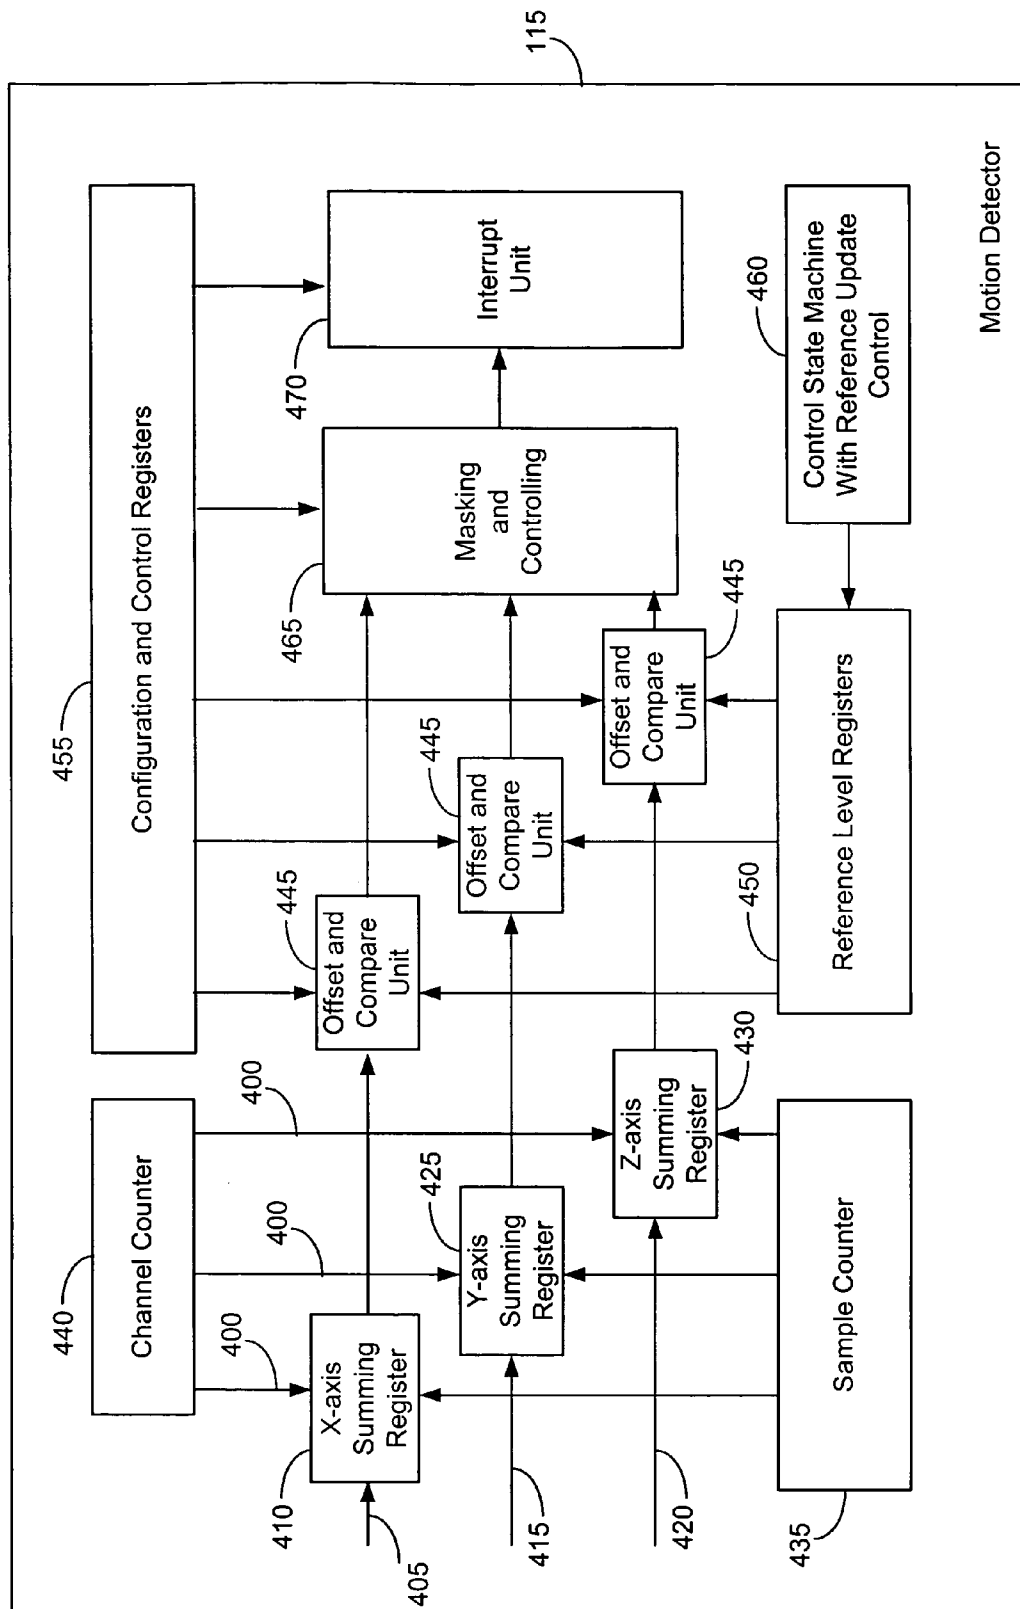 115
440
Channel Counter
400
400
400
455
Configuration and Control Registers
410
X-axis
Summing
Register
425
Y-axis
Summing
Register
430
Z-axis
Summing
Register
405
415
420
445
Offset and
Compare
Unit
445
Offset and
Compare
Unit
445
Offset and
Compare
Unit
465
Masking
and
Controlling
470
Interrupt
Unit
435
Sample Counter
450
Reference Level Registers
460
Control State Machine
With Reference Update
Control
Motion Detector